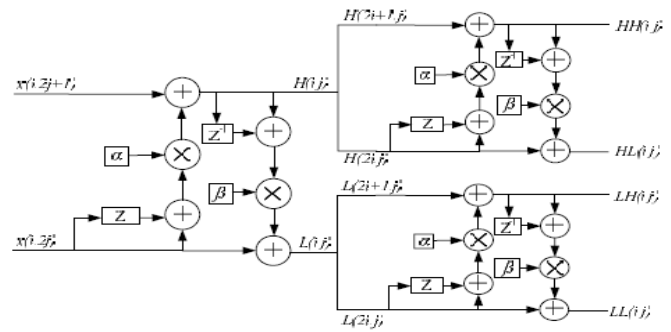 H(2i+1,j)
HH(i,j)
Z⁻¹
α
β
x(i,2j+1)
H(i,j)
Z
HL(i,j)
H(2i,j)
Z⁻¹
α
β
L(2i+1,j)
LH(i,j)
Z⁻¹
Z
α
β
x(i,2j)
L(i,j)
Z
LL(i,j)
L(2i,j)